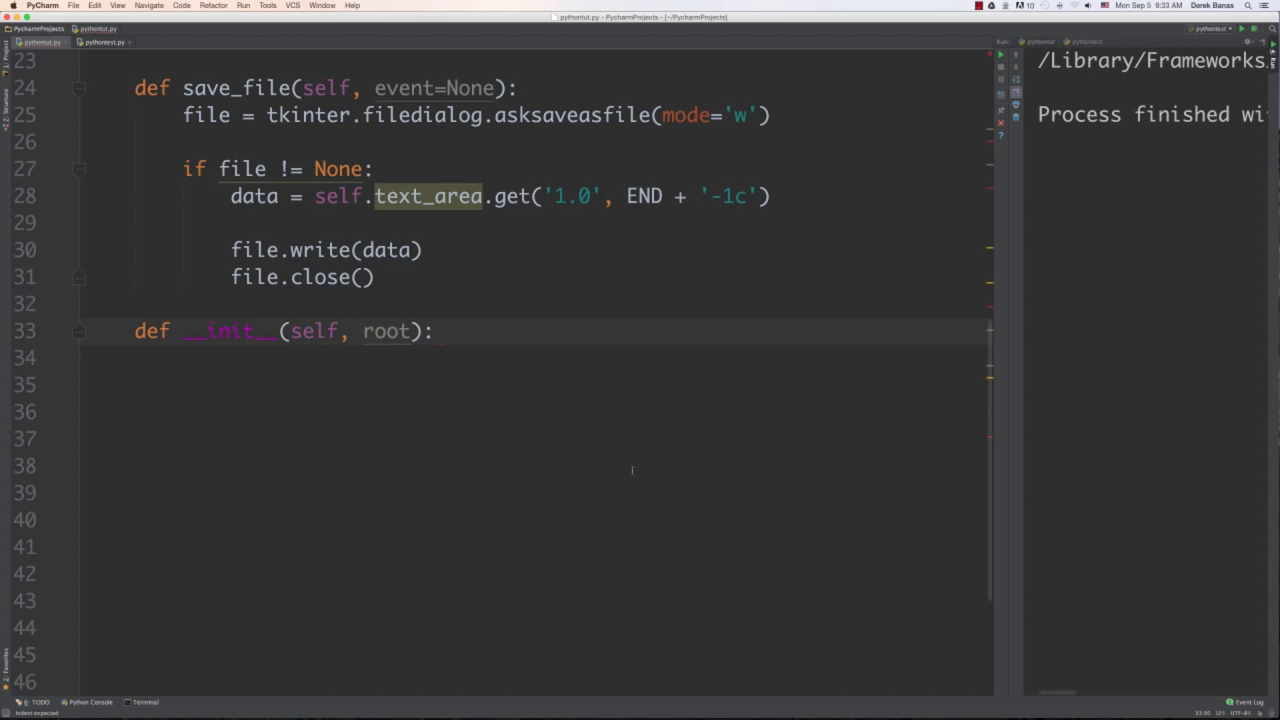 PyCharm File Edit View Navigate Code Refactor Run Tools VCS Window Help
10 Mon Sep 5 9:33 AM Derek Banas
pythontut.py - PycharmProjects - [~/PycharmProjects]
PycharmProjects pythontut.py pythontest
pythontut.py pythontest.py Run: pythontut pythontest
1: Project
7: Structure
2: Favorites
23
24 def save_file(self, event=None):
25 file = tkinter.filedialog.asksaveasfile(mode='w')
26
27 if file != None:
28 data = self.text_area.get('1.0', END + '-1c')
29
30 file.write(data)
31 file.close()
32
33 def __init__(self, root):
34
35
36
37
38
39
40
41
42
43
44
45
46
/Library/Frameworks
Process finished wi
6: TODO Python Console Terminal Event Log
Indent expected 33:30 LF÷ UTF-8÷